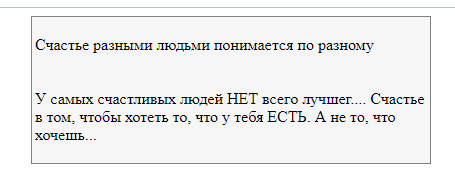 Счастье разными людьми понимается по разному
У самых счастливых людей НЕТ всего лучшег.... Счастье
в том, чтобы хотеть то, что у тебя ЕСТЬ. А не то, что
хочешь...